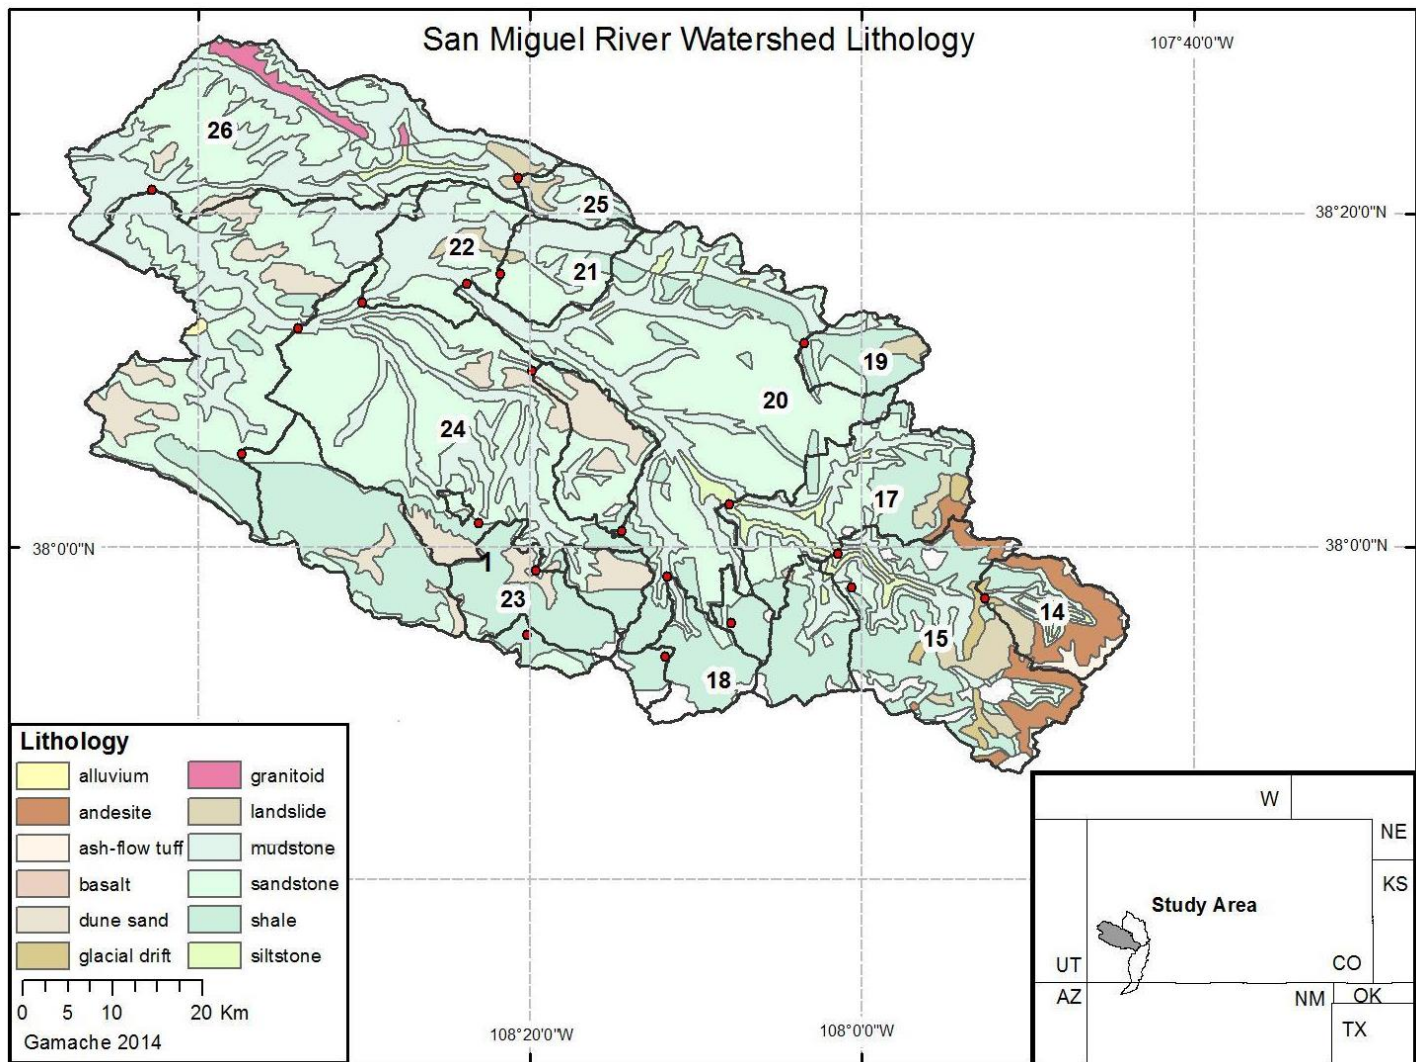 San Miguel River Watershed Lithology
107°40'0"W
26
25
38°20'0"N
22
21
19
20
24
17
38°0'0"N
1
23
14
15
18
Lithology
alluvium
andesite
ash-flow tuff
basalt
dune sand
glacial drift
granitoid
landslide
mudstone
sandstone
shale
siltstone
0 5 10 20 Km
Gamache 2014
108°20'0"W
108°0'0"W
W
NE
KS
Study Area
UT
CO
AZ
NM
OK
TX